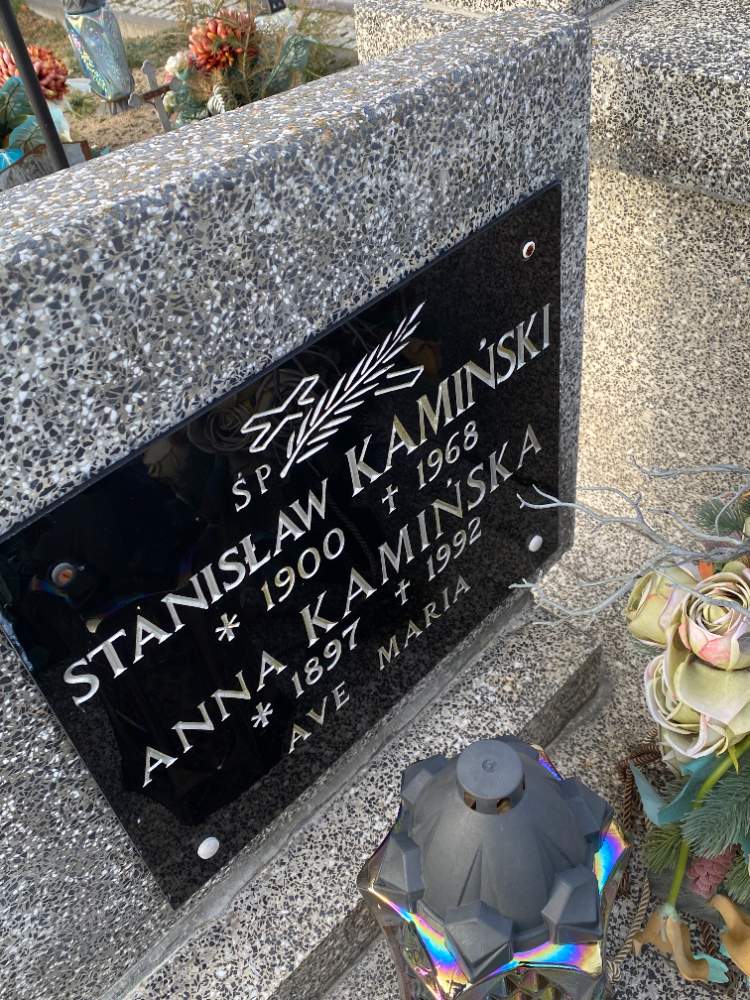 ŚP
STANISŁAW KAMIŃSKI
* 1900 † 1968
ANNA KAMIŃSKA
* 1897 † 1992
AVE MARIA